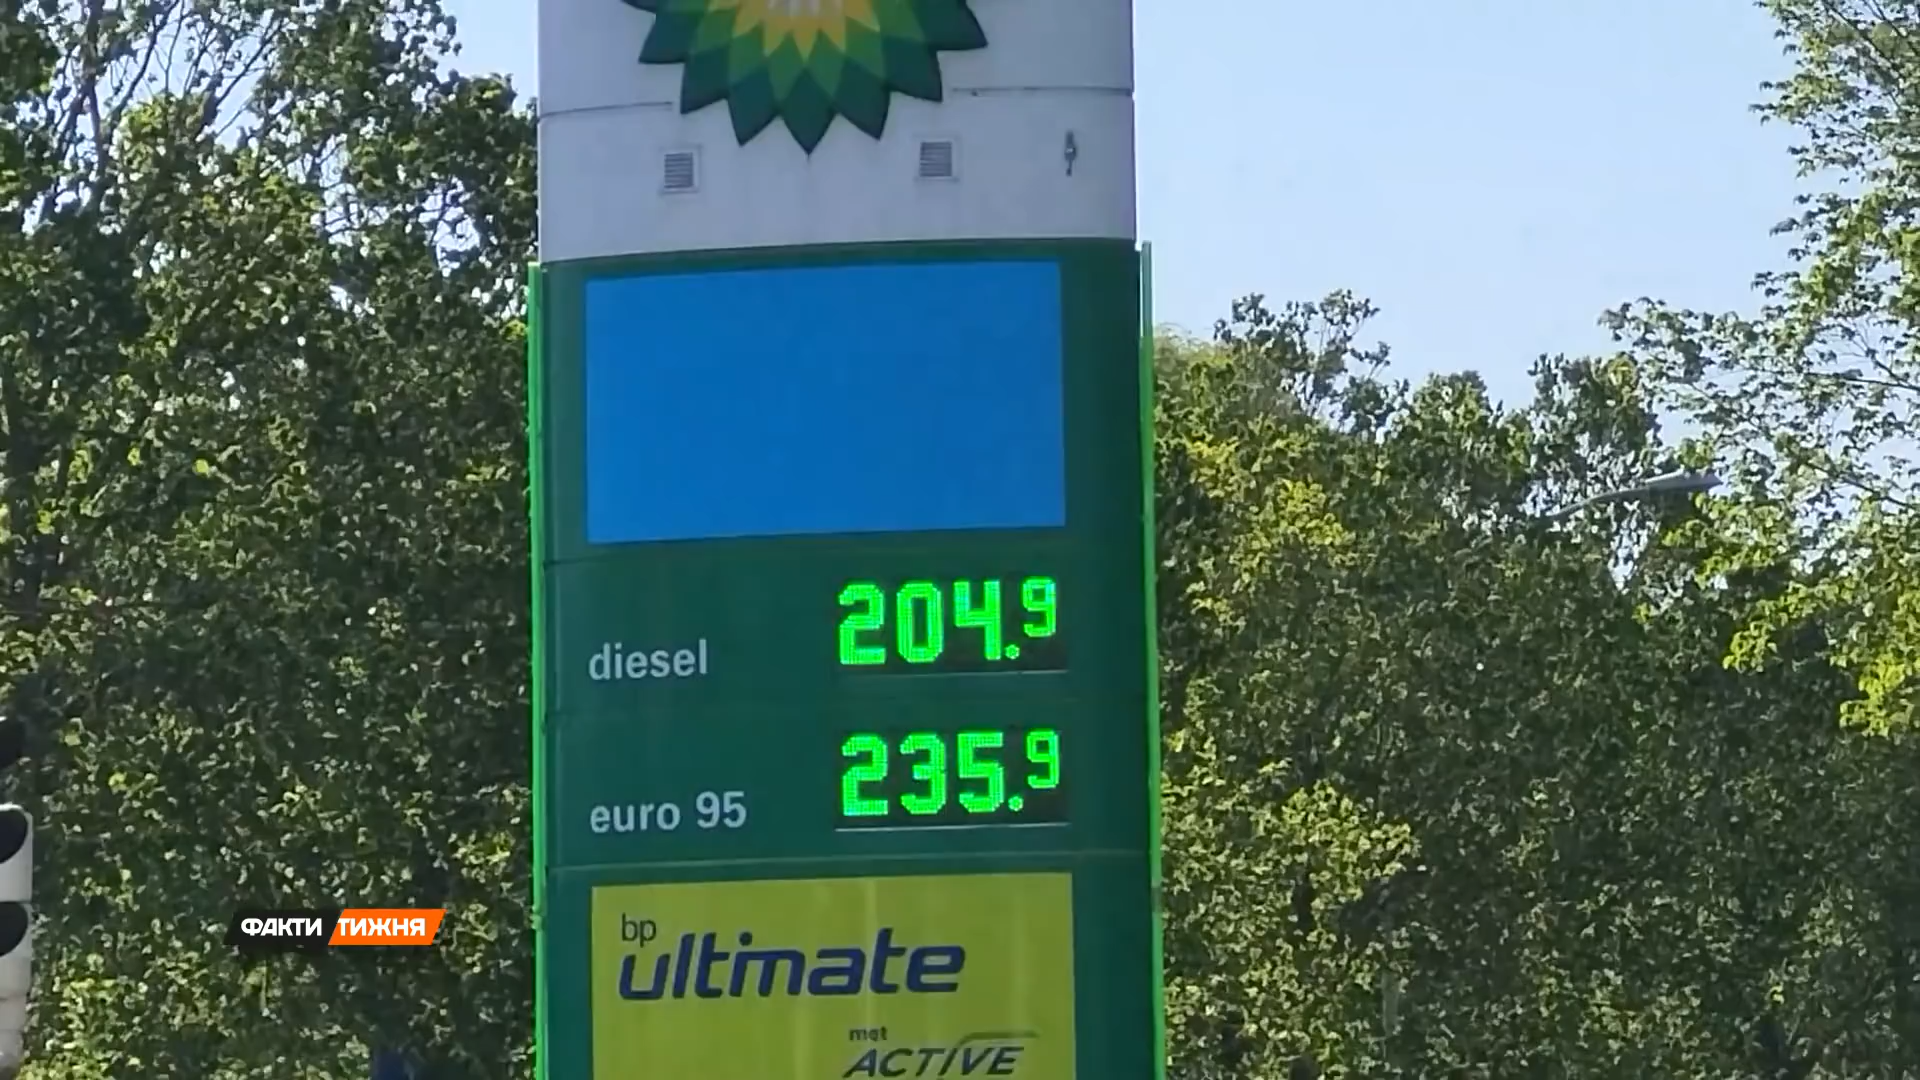 diesel 204.9
euro 95 235.9
ФАКТИ ТИЖНЯ
bp
ultimate
met
ACTIVE